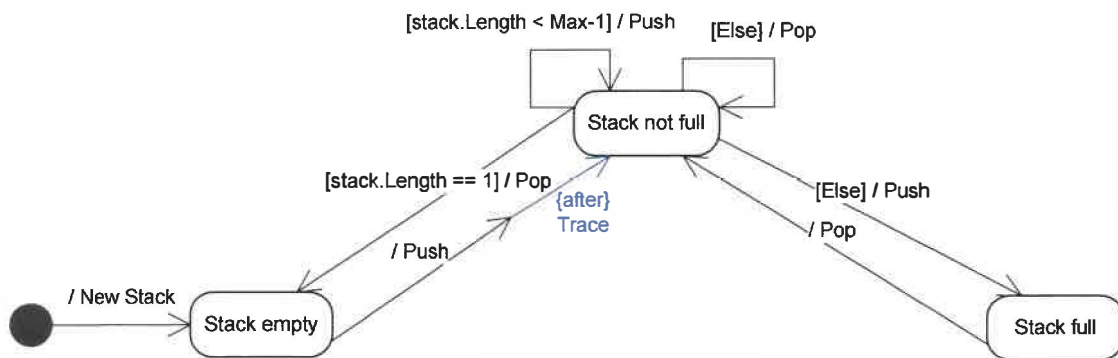 [stack.Length < Max-1] / Push
[Else] / Pop
Stack not full
[stack.Length == 1] / Pop
{after}
Trace
[Else] / Push
/ Pop
/ Push
/ New Stack
Stack empty
Stack full